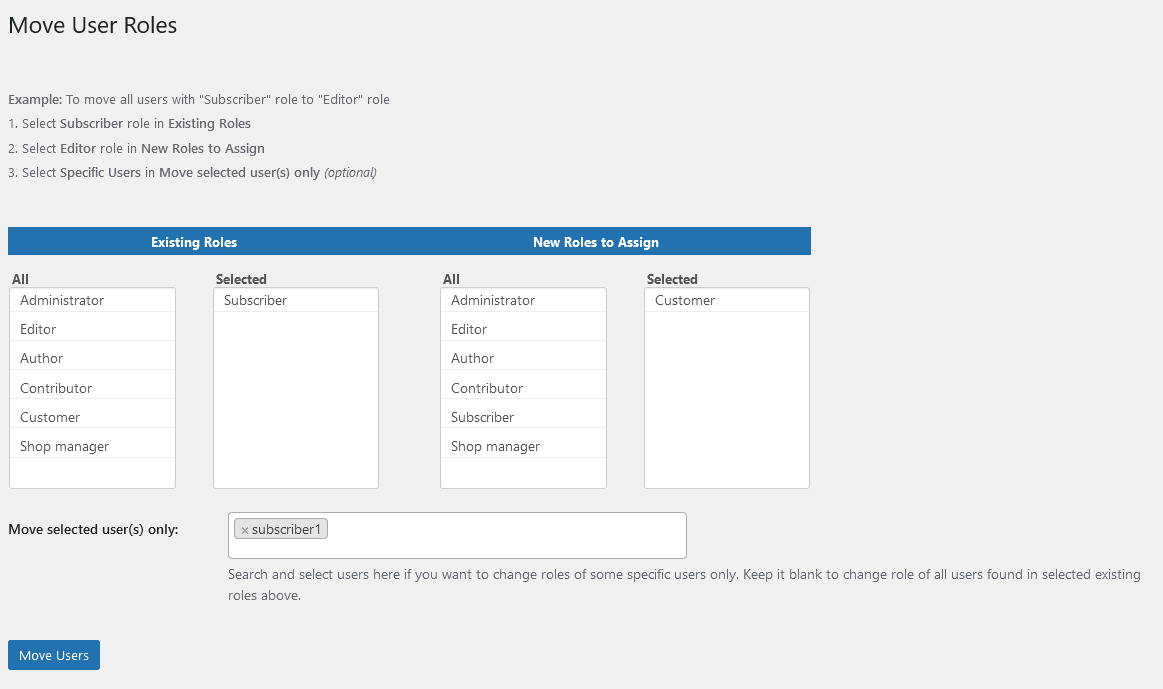 Move User Roles
Example: To move all users with "Subscriber" role to "Editor" role
1. Select Subscriber role in Existing Roles
2. Select Editor role in New Roles to Assign
3. Select Specific Users in Move selected user(s) only (optional)
Existing Roles New Roles to Assign
All Selected All Selected
Administrator Subscriber Administrator Customer
Editor Editor
Author Author
Contributor Contributor
Customer Subscriber
Shop manager Shop manager
Move selected user(s) only: × subscriber1
Search and select users here if you want to change roles of some specific users only. Keep it blank to change role of all users found in selected existing
roles above.
Move Users